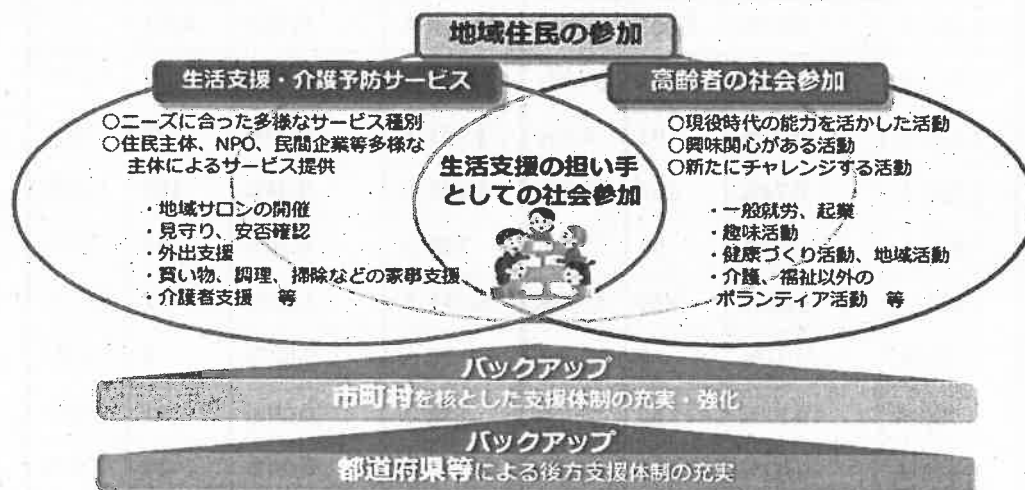 地域住民の参加
生活支援・介護予防サービス
○ニーズに合った多様なサービス種別
○住民主体、NPO、民間企業等多様な
主体によるサービス提供
・地域サロンの開催
・見守り、安否確認
・外出支援
・買い物、調理、掃除などの家事支援
・介護者支援 等
生活支援の担い手
としての社会参加
高齢者の社会参加
○現役時代の能力を活かした活動
○興味関心がある活動
○新たにチャレンジする活動
・一般就労、起業
・趣味活動
・健康づくり活動、地域活動
・介護、福祉以外の
ボランティア活動 等
バックアップ
市町村を核とした支援体制の充実・強化
バックアップ
都道府県等による後方支援体制の充実